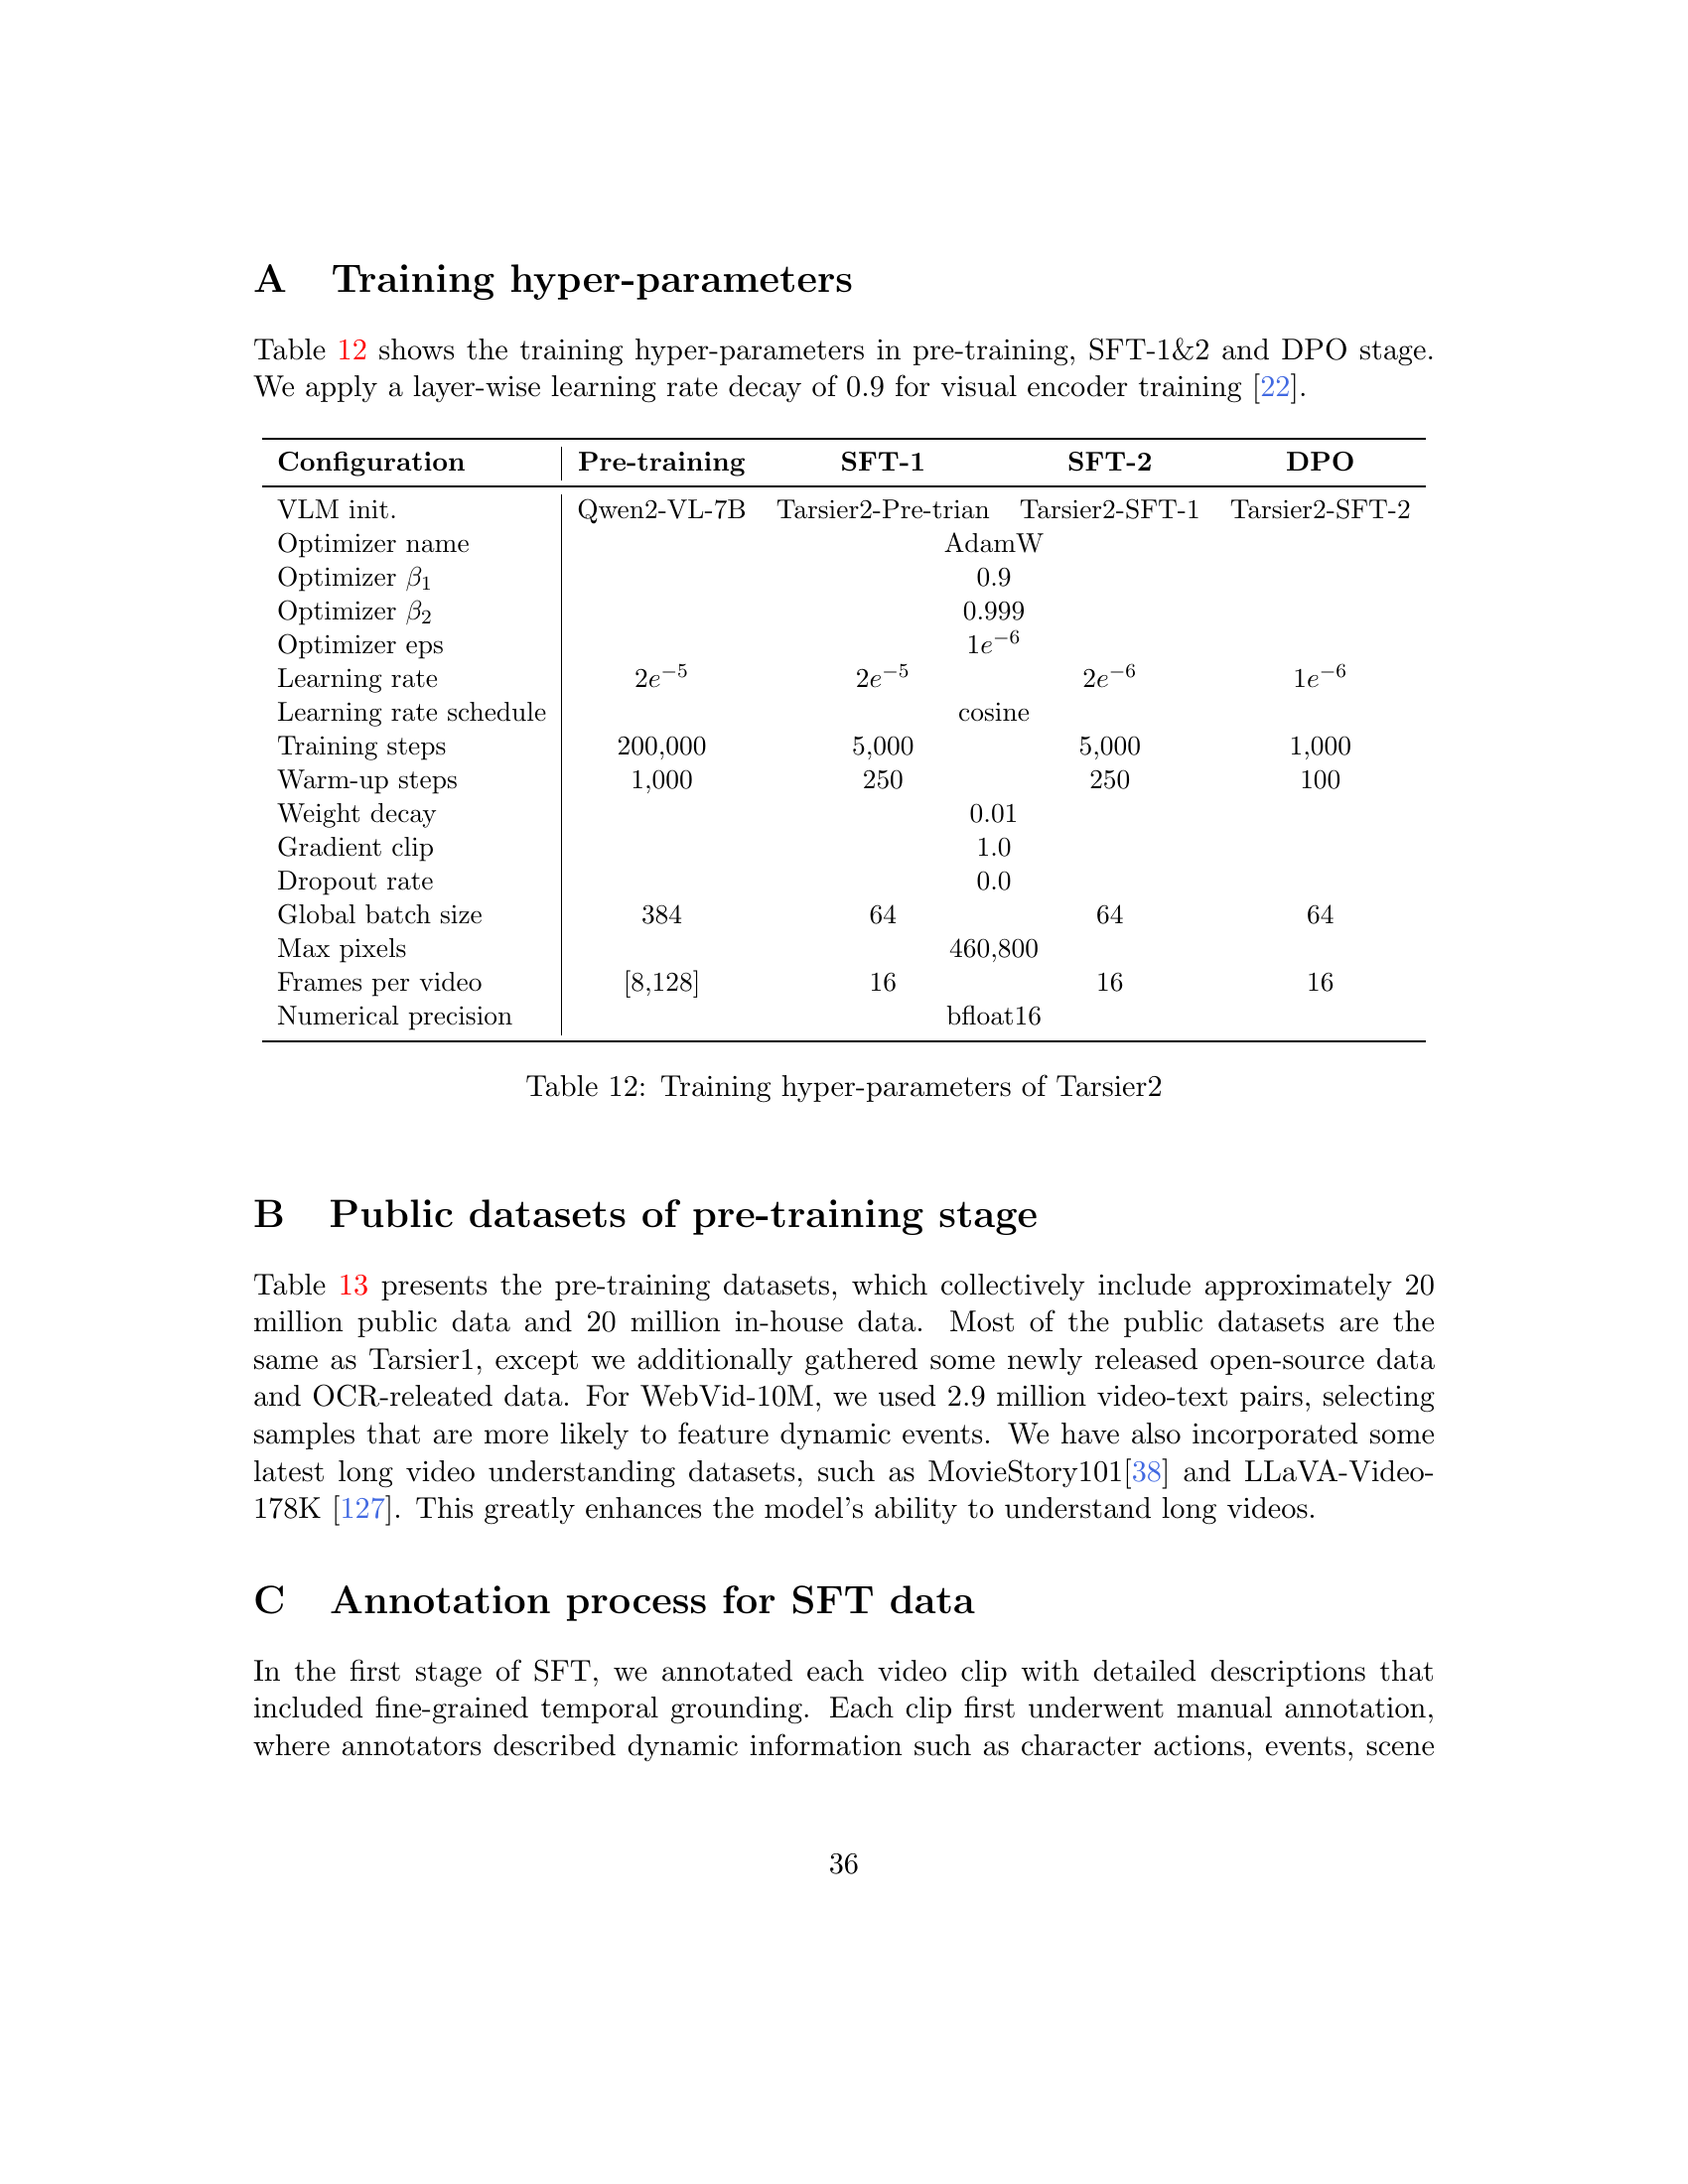 A Training hyper-parameters
Table 12 shows the training hyper-parameters in pre-training, SFT-1&2 and DPO stage.
We apply a layer-wise learning rate decay of 0.9 for visual encoder training [22].
Configuration Pre-training SFT-1 SFT-2 DPO
VLM init. Qwen2-VL-7B Tarsier2-Pre-trian Tarsier2-SFT-1 Tarsier2-SFT-2
Optimizer name AdamW
Optimizer β₁ 0.9
Optimizer β₂ 0.999
Optimizer eps 1e⁻⁶
Learning rate 2e⁻⁵ 2e⁻⁵ 2e⁻⁶ 1e⁻⁶
Learning rate schedule cosine
Training steps 200,000 5,000 5,000 1,000
Warm-up steps 1,000 250 250 100
Weight decay 0.01
Gradient clip 1.0
Dropout rate 0.0
Global batch size 384 64 64 64
Max pixels 460,800
Frames per video [8,128] 16 16 16
Numerical precision bfloat16
Table 12: Training hyper-parameters of Tarsier2
B Public datasets of pre-training stage
Table 13 presents the pre-training datasets, which collectively include approximately 20
million public data and 20 million in-house data. Most of the public datasets are the
same as Tarsier1, except we additionally gathered some newly released open-source data
and OCR-releated data. For WebVid-10M, we used 2.9 million video-text pairs, selecting
samples that are more likely to feature dynamic events. We have also incorporated some
latest long video understanding datasets, such as MovieStory101[38] and LLaVA-Video-
178K [127]. This greatly enhances the model's ability to understand long videos.
C Annotation process for SFT data
In the first stage of SFT, we annotated each video clip with detailed descriptions that
included fine-grained temporal grounding. Each clip first underwent manual annotation,
where annotators described dynamic information such as character actions, events, scene
36